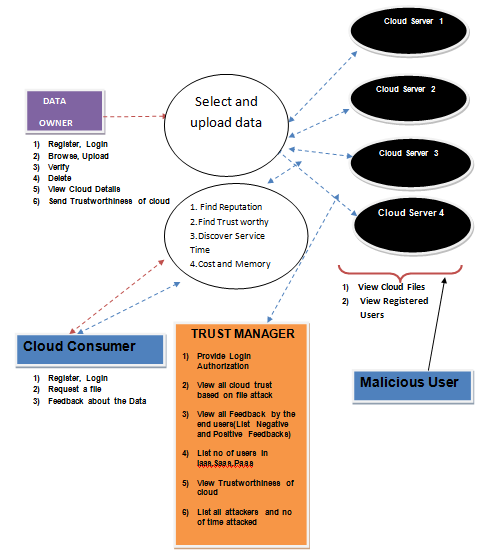 Cloud Server 1
Cloud Server 2
Cloud Server 3
Cloud Server 4
DATA
OWNER
Select and
upload data
1) Register, Login
2) Browse, Upload
3) Verify
4) Delete
5) View Cloud Details
6) Send Trustworthiness of cloud
1. Find Reputation
2.Find Trust worthy
3.Discover Service
Time
4.Cost and Memory
1) View Cloud Files
2) View Registered
Users
Cloud Consumer
1) Register, Login
2) Request a file
3) Feedback about the Data
TRUST MANAGER
1) Provide Login
Authorization
2) View all cloud trust
based on file attack
3) View all Feedback by the
end users(List Negative
and Positive Feedbacks)
4) List no of users in
Iaas,Saas,Paas
5) View Trustworthiness of
cloud
6) List all attackers and no
of time attacked
Malicious User